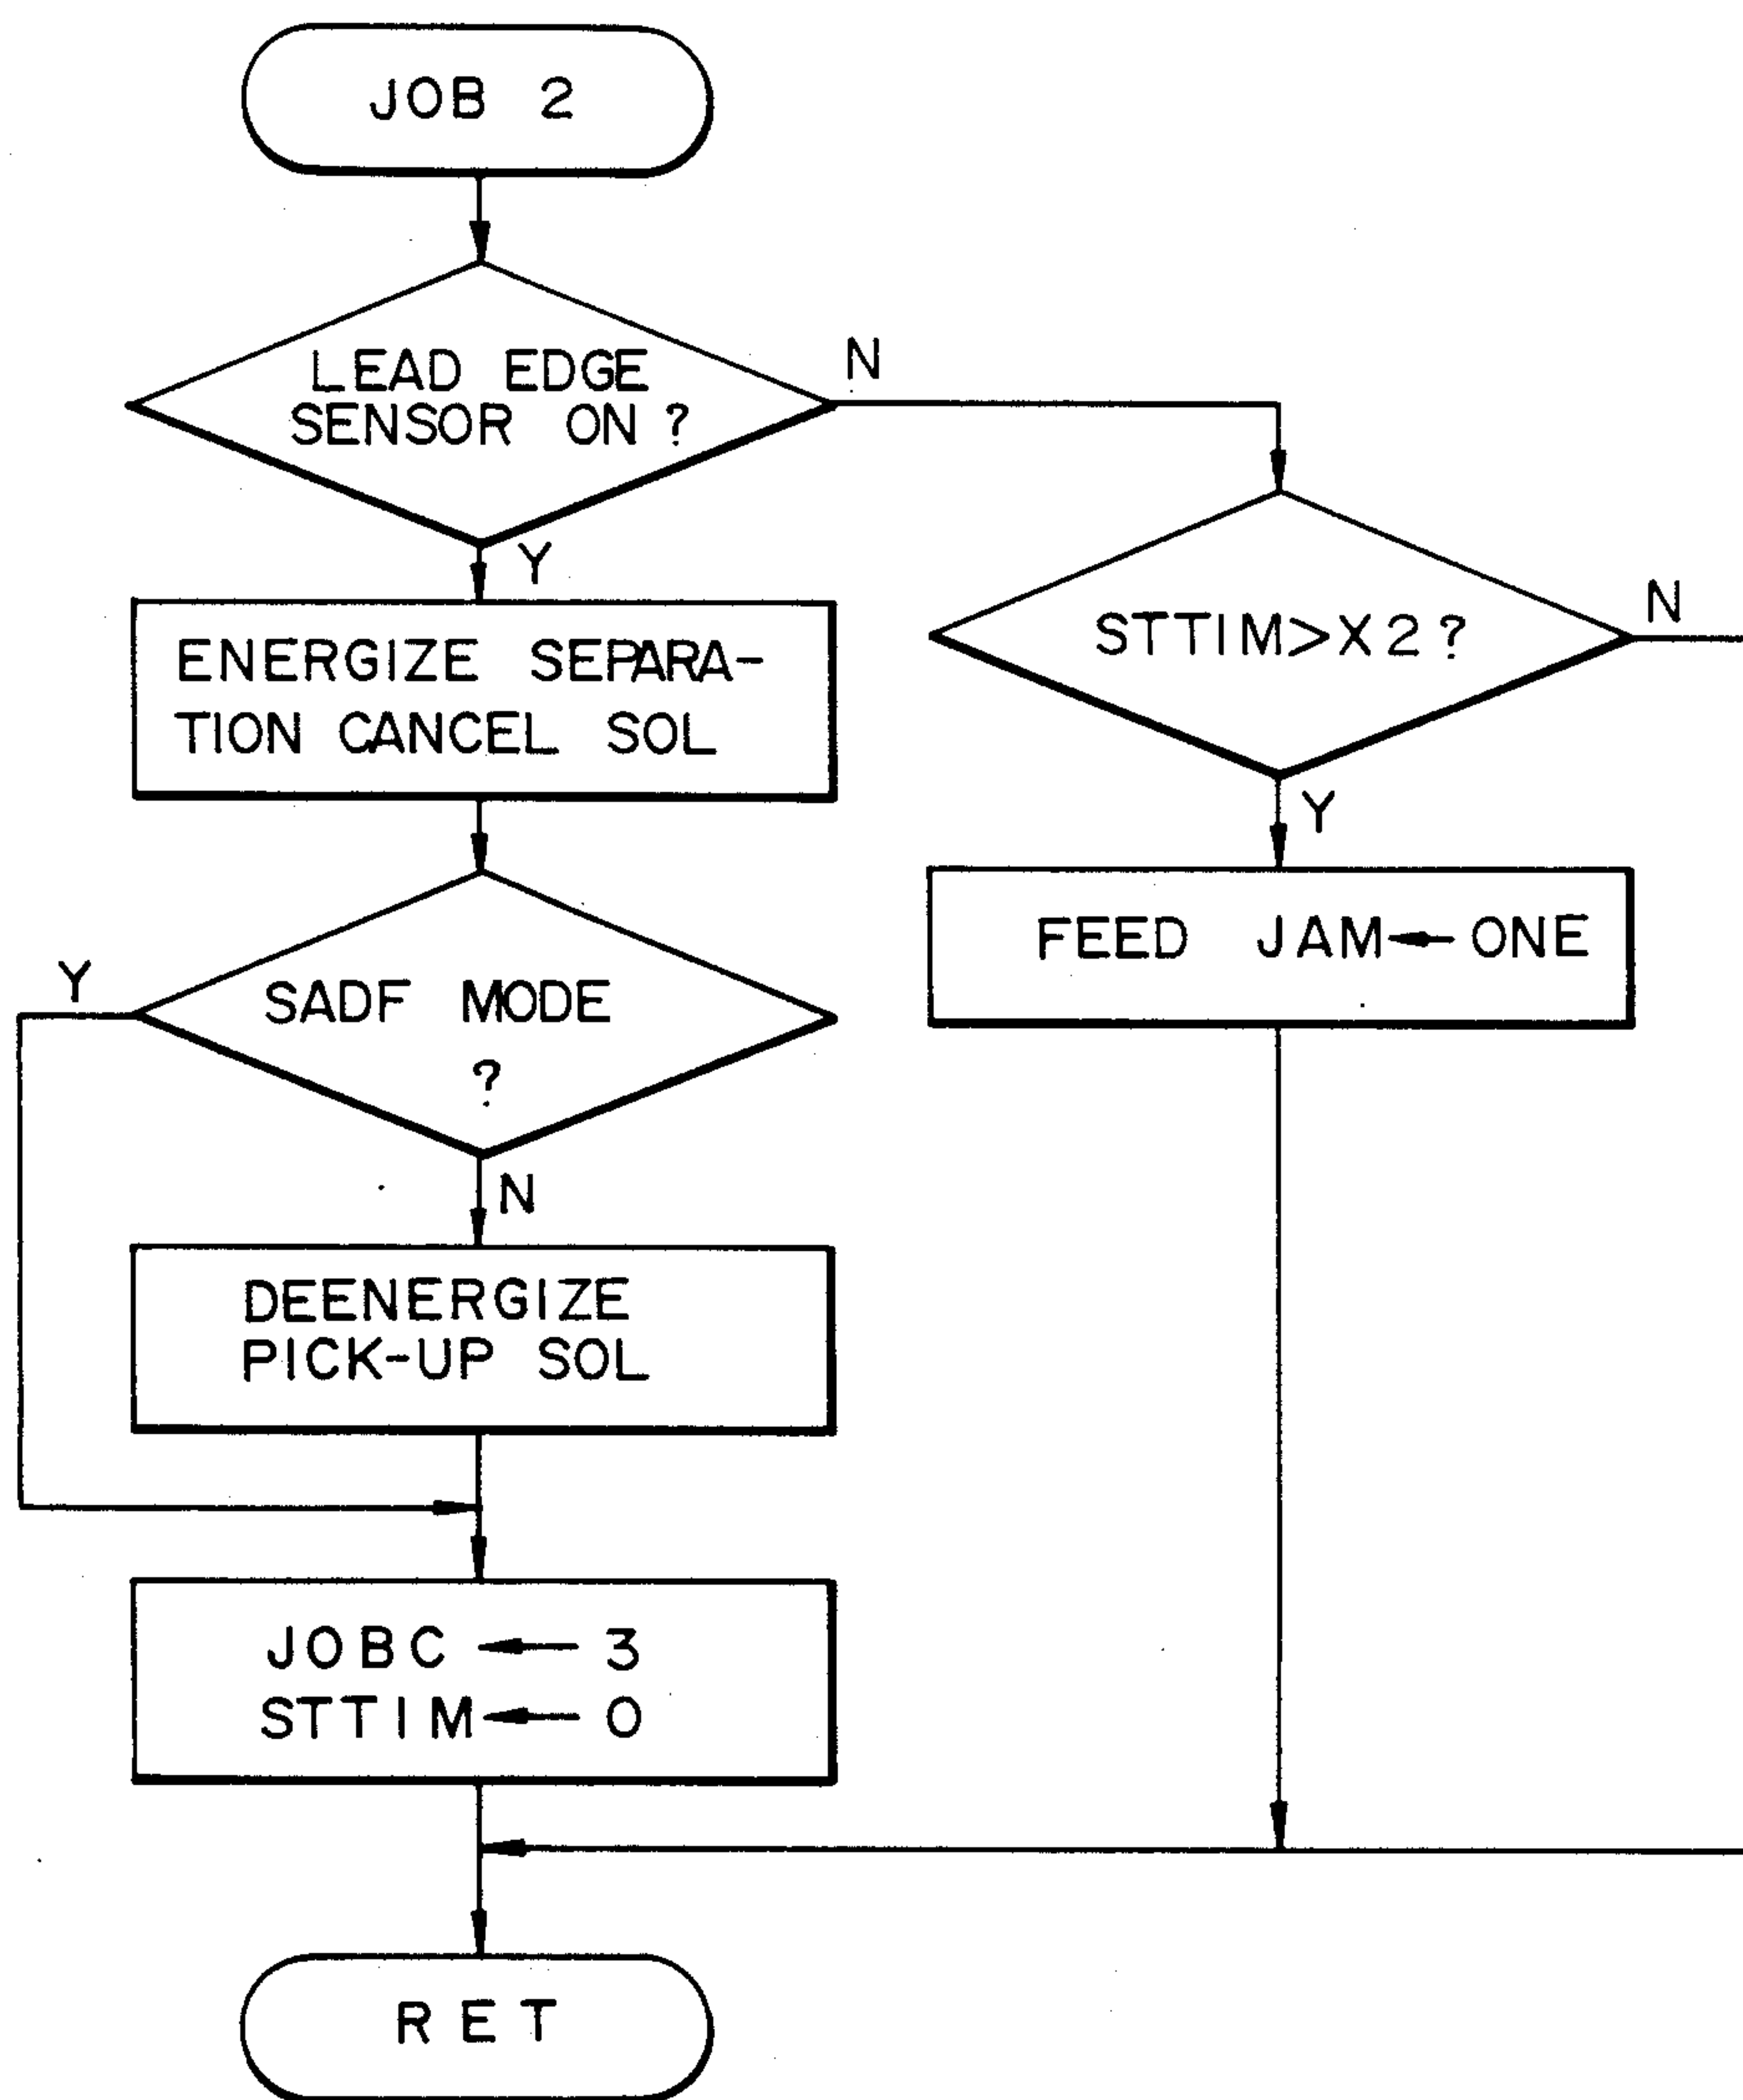 JOB 2
LEAD EDGE
SENSOR ON?
N
Y
ENERGIZE SEPARA-
TION CANCEL SOL
STTIM>X2?
N
Y
FEED JAM←ONE
SADF MODE
?
Y
N
DEENERGIZE
PICK-UP SOL
JOBC ← 3
STTIM ← 0
RET